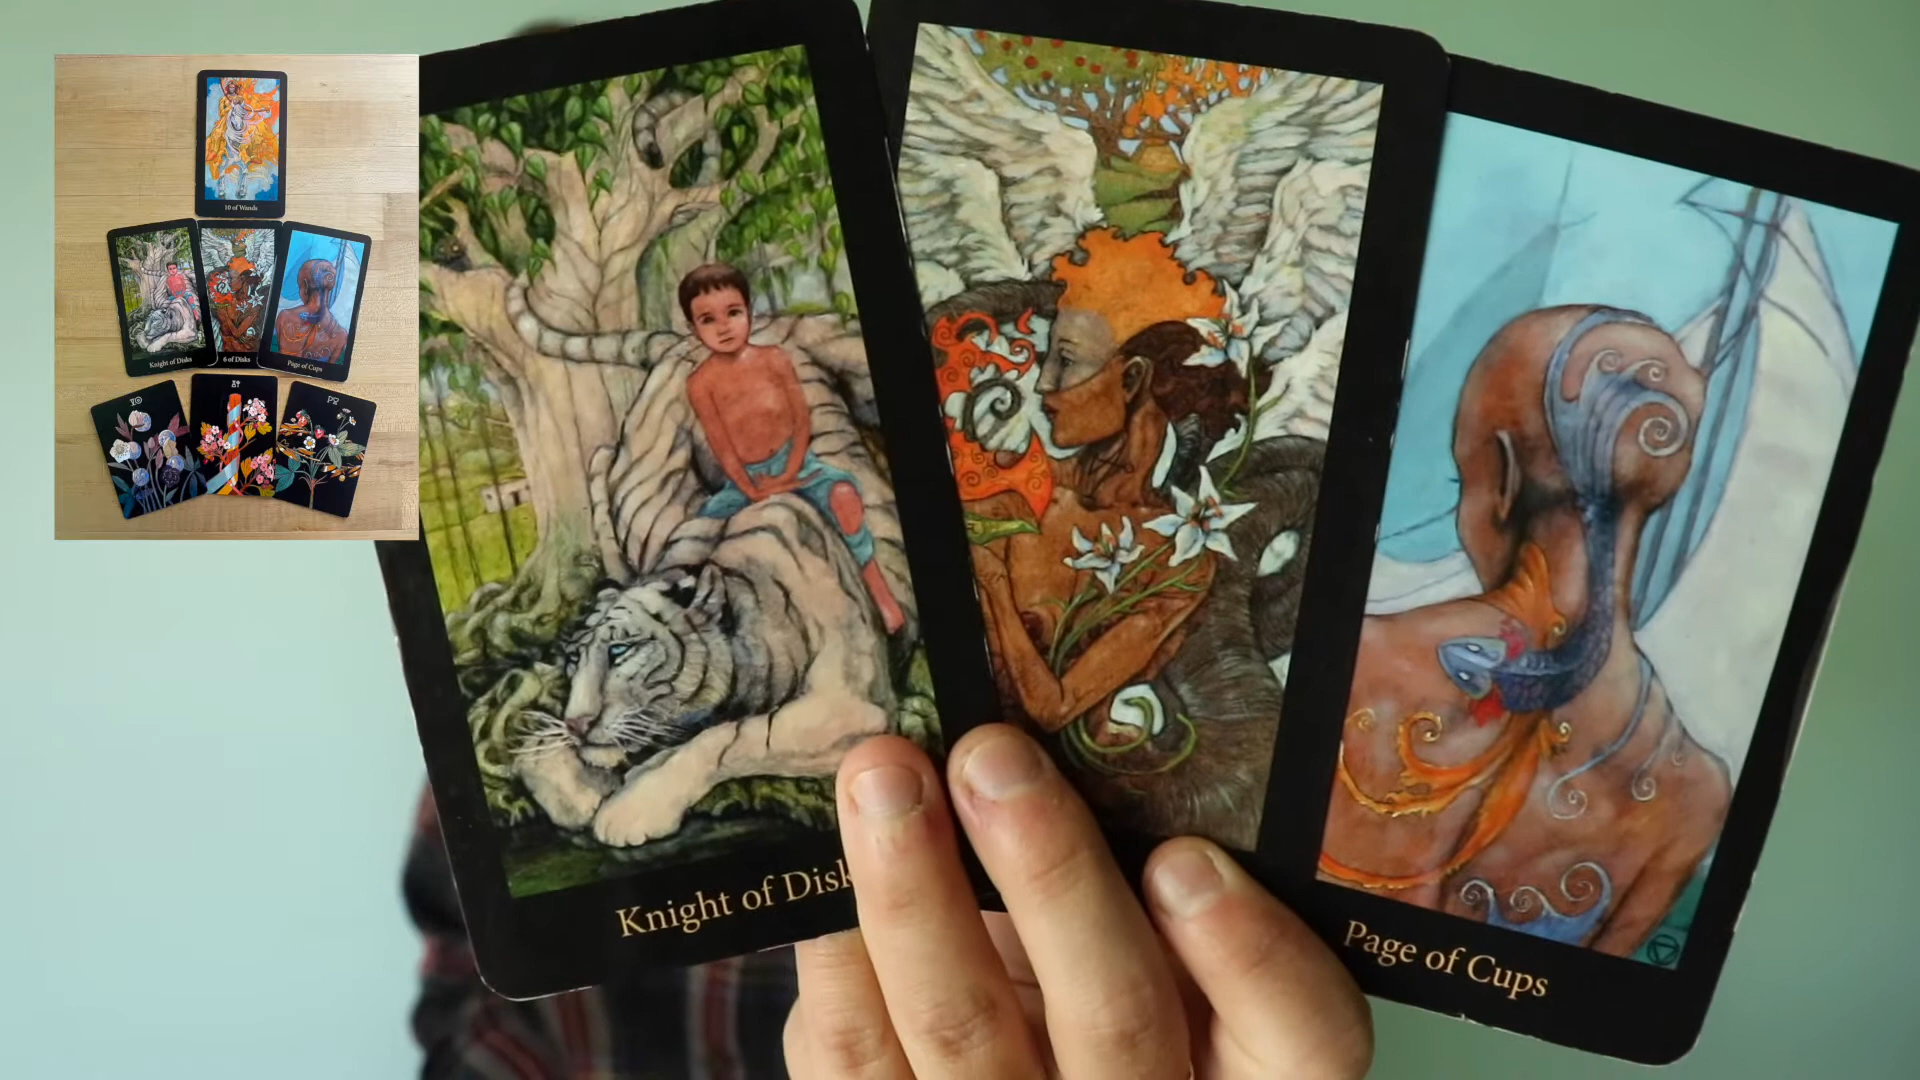 10 of Wands
Knight of Disks
6 of Disks
Page of Cups
Knight of Disk
Page of Cups